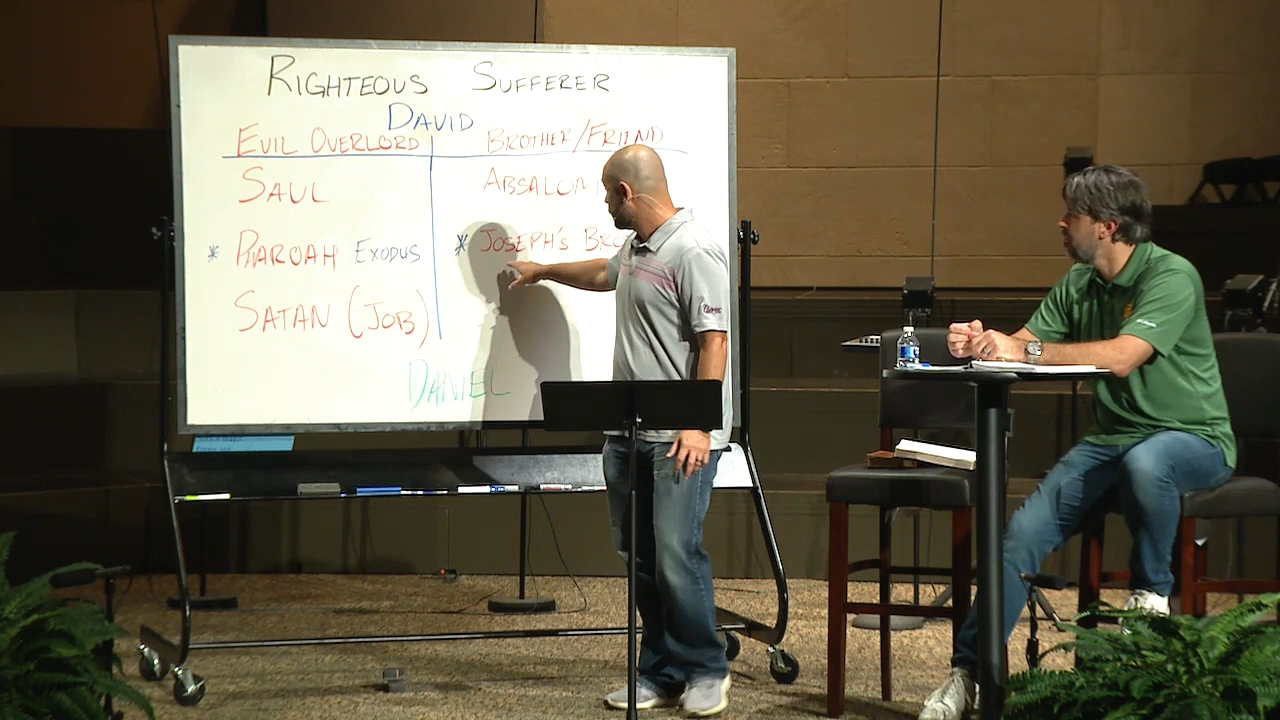 RIGHTEOUS SUFFERER
DAVID
EVIL OVERLORD BROTHER/FRIEND
SAUL ABSALOM
* PHAROAH EXODUS * JOSEPH'S BRO
SATAN (JOB)
DANIEL